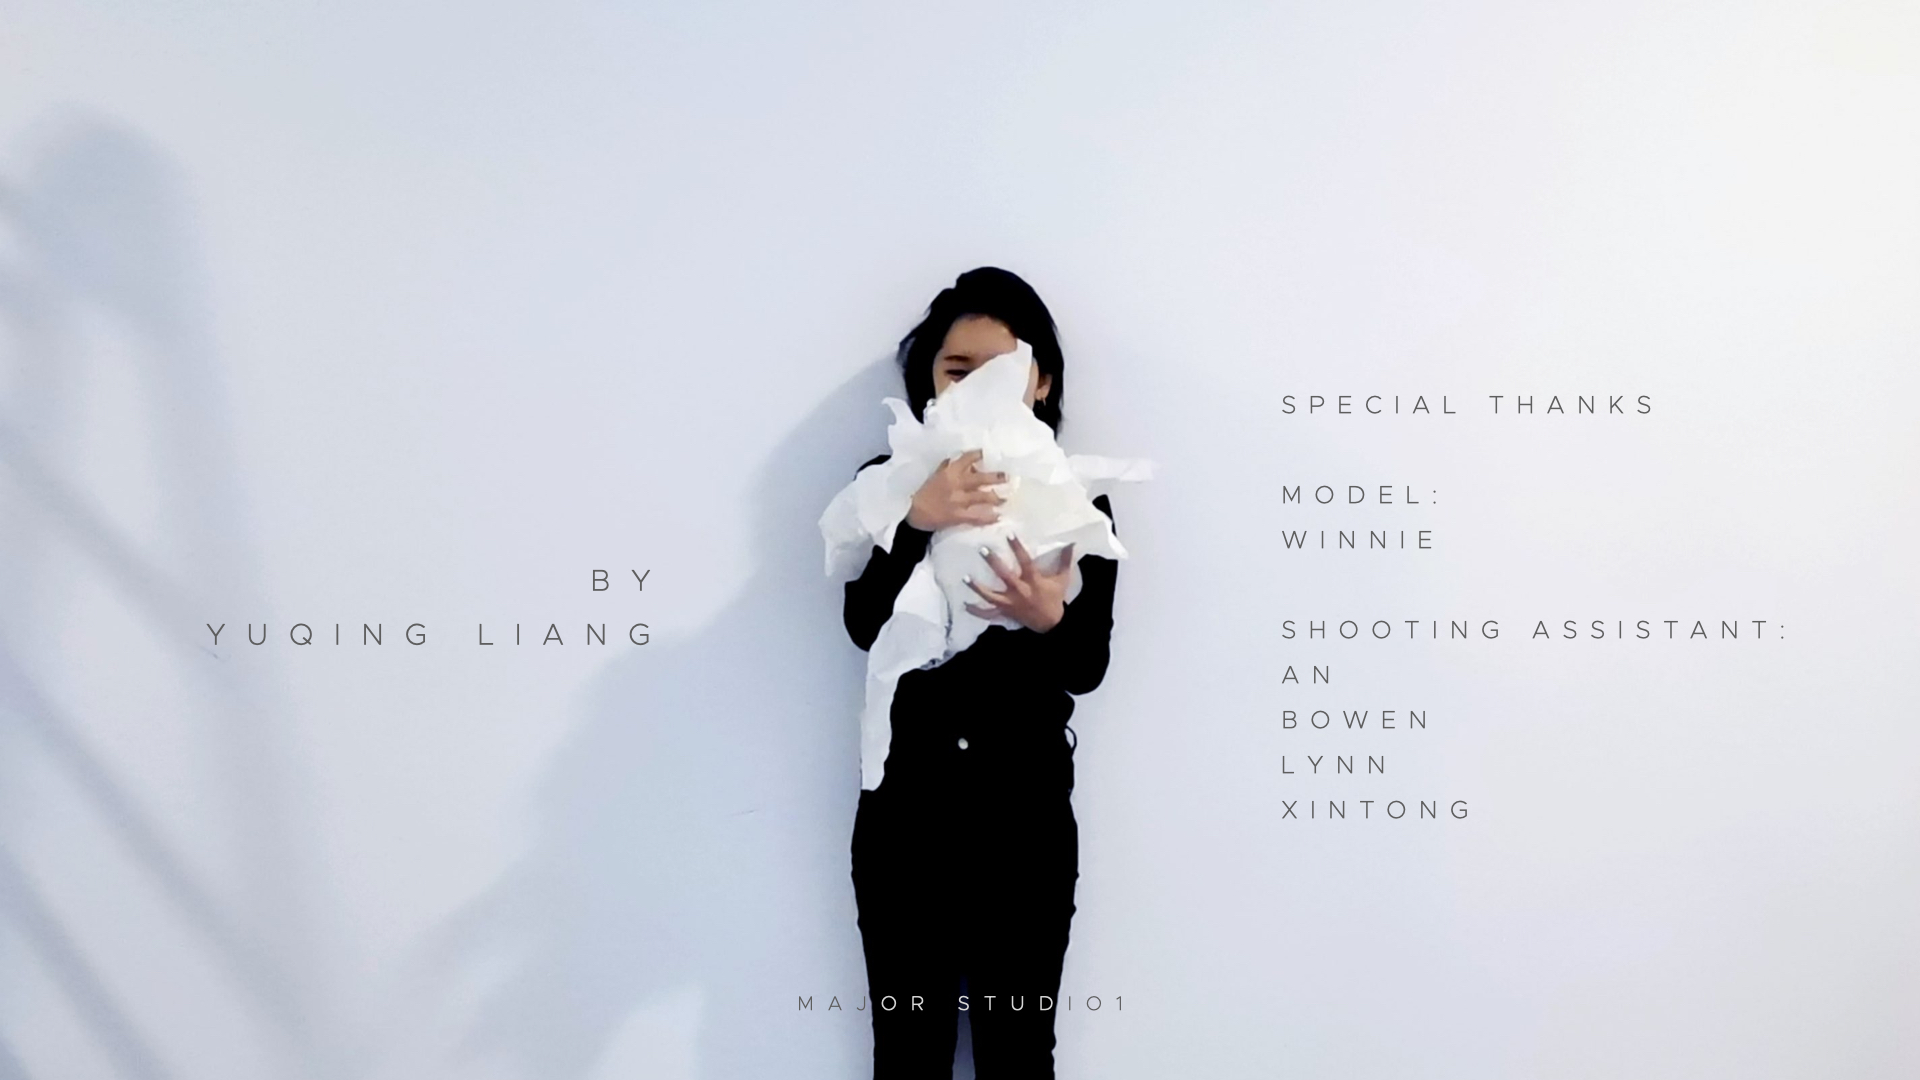 BY
YUQING LIANG
SPECIAL THANKS
MODEL:
WINNIE
SHOOTING ASSISTANT:
AN
BOWEN
LYNN
XINTONG
MAJOR STUDIO1